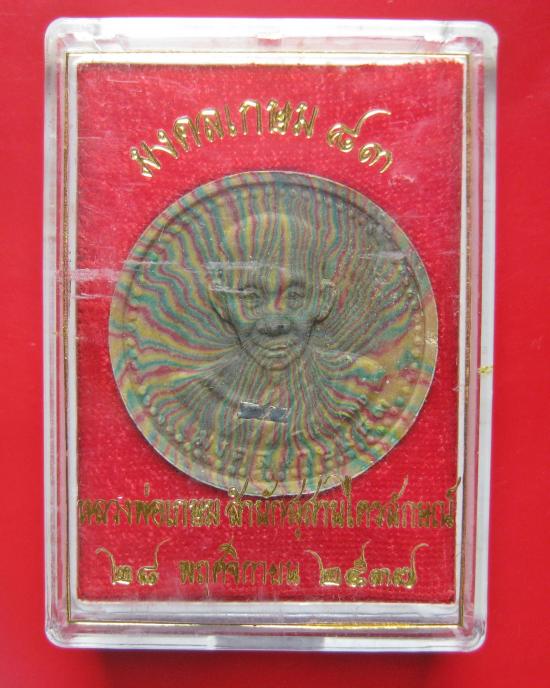 มงคลเกษม ๘๓
หลวงพ่อเกษม สำนักสุสานไตรลักษณ์
๒๘ พฤศจิกายน ๒๕๓๗